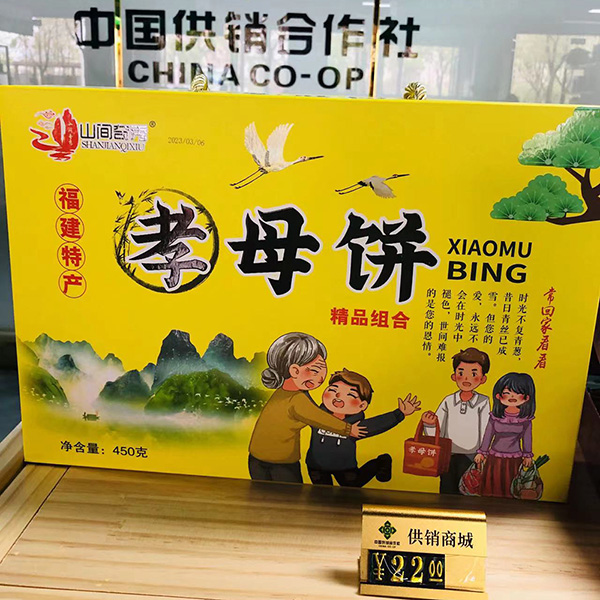 中国供销合作社
CHINA CO-OP
山间奇秀®
SHANJIANQIXIU
2023/03/06
福建特产
孝母饼
XIAOMU
BING
精品组合
常回家看看
时光不复青葱,
昔日青丝已成
雪。但您的
爱,永远不
会在时光中
褪色,世间难报
的是您的恩情。
孝母饼
净含量:450克
供销商城
¥22.00